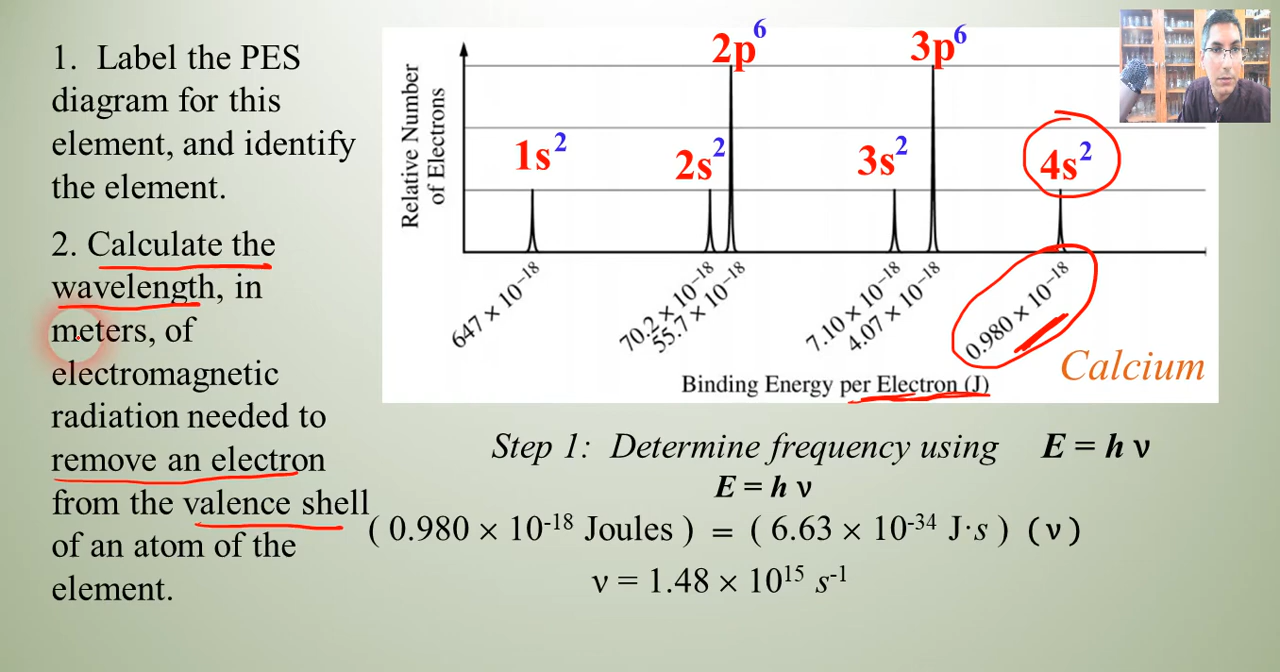 1. Label the PES
diagram for this
element, and identify
the element.
2. Calculate the
wavelength, in
meters, of
electromagnetic
radiation needed to
remove an electron
from the valence shell
of an atom of the
element.
Relative Number
of Electrons
1s²
2s²
2p⁶
3s²
3p⁶
4s²
647 × 10⁻¹⁸
70.2 × 10⁻¹⁸
55.7 × 10⁻¹⁸
7.10 × 10⁻¹⁸
4.07 × 10⁻¹⁸
0.980 × 10⁻¹⁸
Binding Energy per Electron (J)
Calcium
Step 1: Determine frequency using E = h ν
E = h ν
( 0.980 × 10⁻¹⁸ Joules ) = ( 6.63 × 10⁻³⁴ J·s ) (ν)
ν = 1.48 × 10¹⁵ s⁻¹